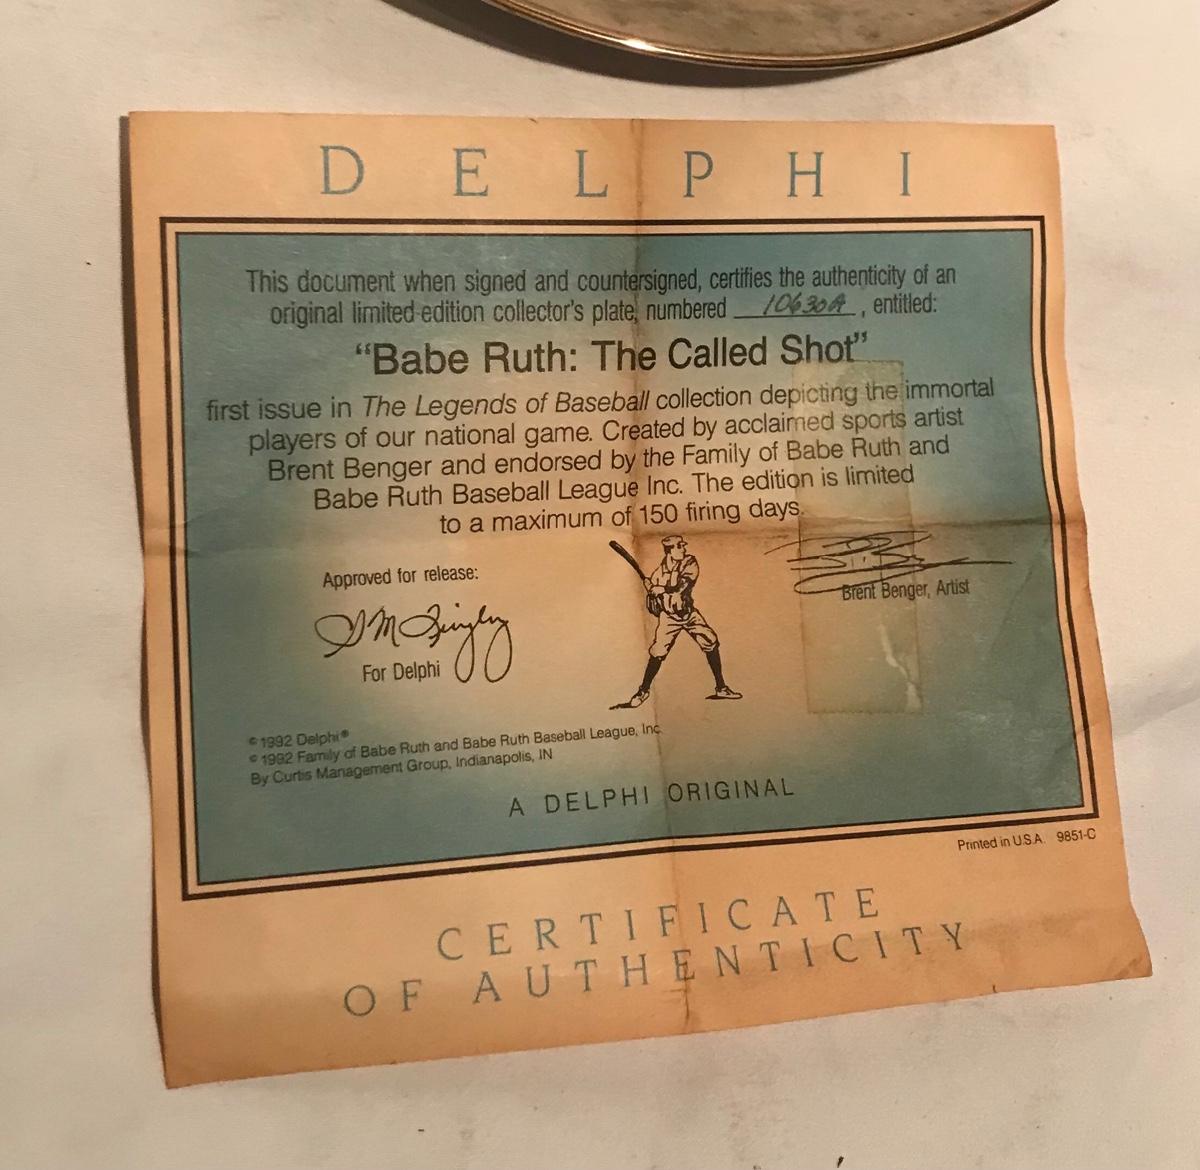 DELPHI
This document when signed and countersigned, certifies the authenticity of an
original limited edition collector's plate, numbered 10630A, entitled:
"Babe Ruth: The Called Shot"
first issue in The Legends of Baseball collection depicting the immortal
players of our national game. Created by acclaimed sports artist
Brent Benger and endorsed by the Family of Babe Ruth and
Babe Ruth Baseball League Inc. The edition is limited
to a maximum of 150 firing days.
Approved for release:
Brent Benger, Artist
For Delphi
© 1992 Delphi®
© 1992 Family of Babe Ruth and Babe Ruth Baseball League, Inc.
By Curtis Management Group, Indianapolis, IN
A DELPHI ORIGINAL
Printed in U.S.A. 9851-C
CERTIFICATE
OF AUTHENTICITY